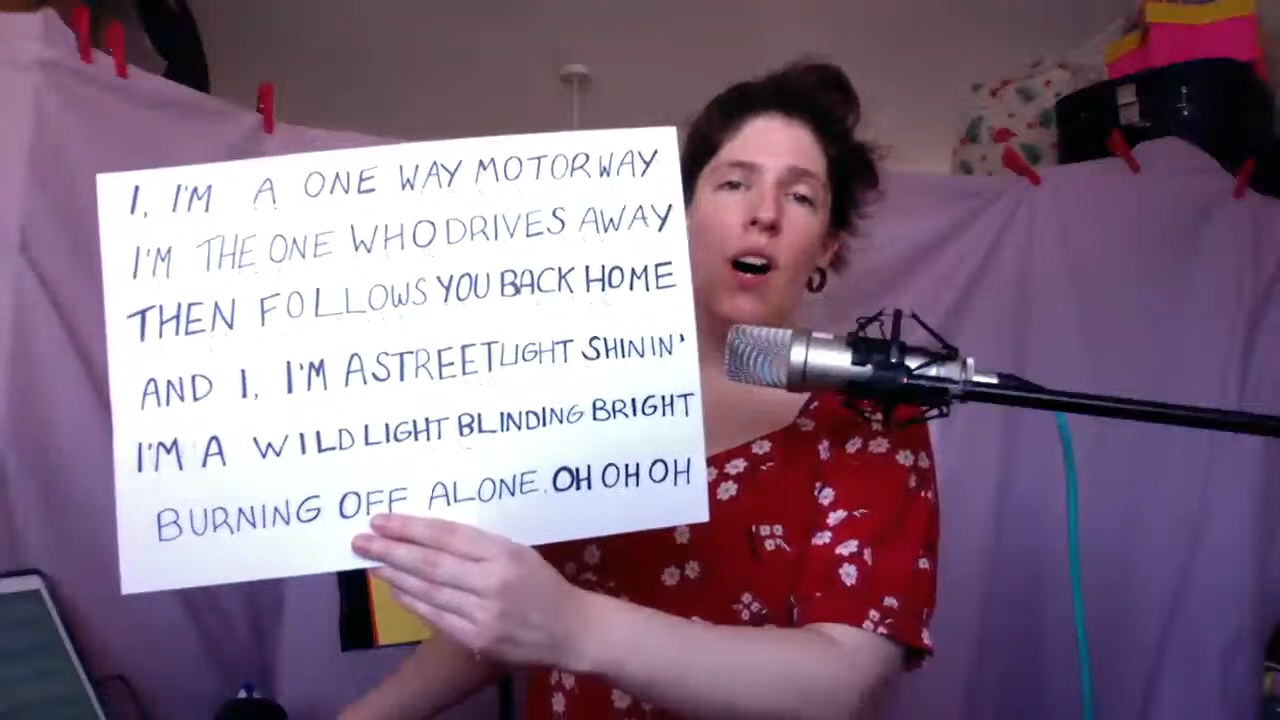 I, I'M A ONE WAY MOTORWAY
I'M THE ONE WHO DRIVES AWAY
THEN FOLLOWS YOU BACK HOME
AND I, I'M A STREETLIGHT SHININ'
I'M A WILD LIGHT BLINDING BRIGHT
BURNING OFF ALONE. OH OH OH